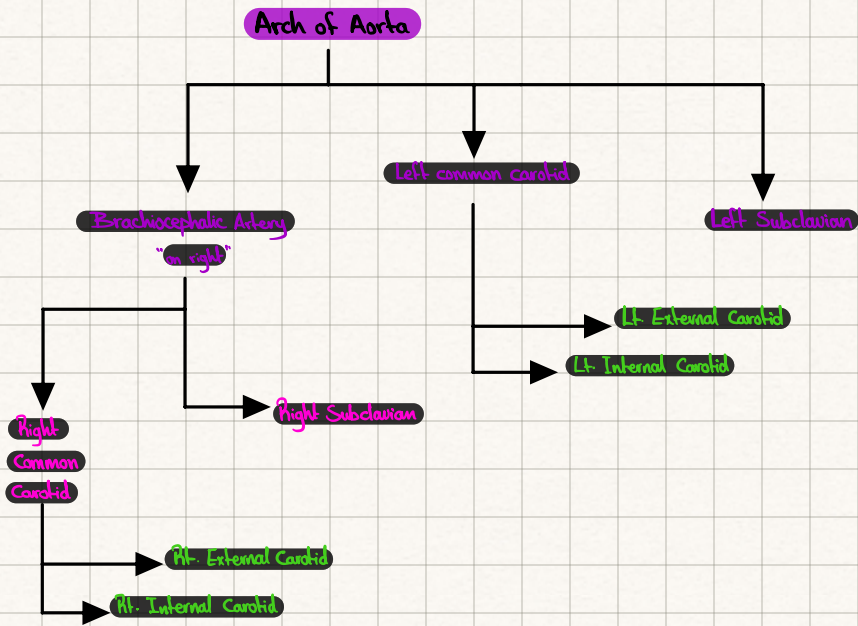 Arch of Aorta
Left common carotid
Brachiocephalic Artery
"on right"
Left Subclavian
Lt. External Carotid
Lt. Internal Carotid
Right Subclavian
Right
Common
Carotid
Rt. External Carotid
Rt. Internal Carotid